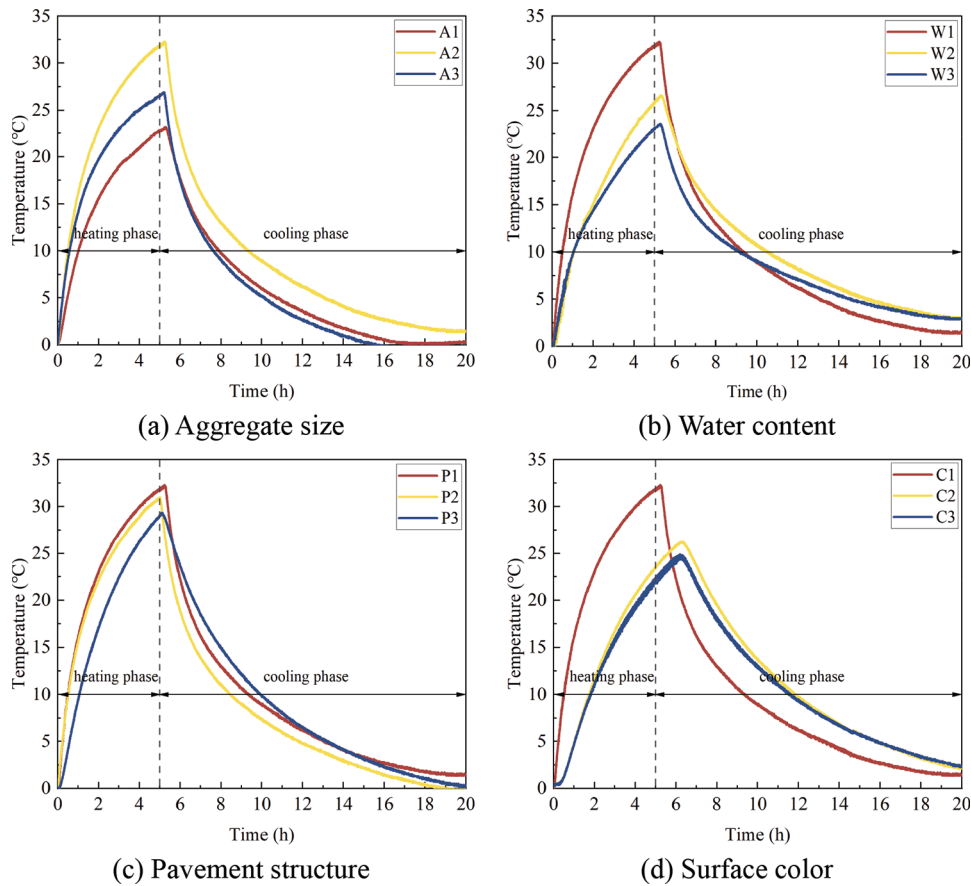 35
30
25
20
15
10
5
0
Temperature (°C)
A1
A2
A3
heating phase
cooling phase
0 2 4 6 8 10 12 14 16 18 20
Time (h)
(a) Aggregate size
35
30
25
20
15
10
5
0
Temperature (°C)
W1
W2
W3
heating phase
cooling phase
0 2 4 6 8 10 12 14 16 18 20
Time (h)
(b) Water content
35
30
25
20
15
10
5
0
Temperature (°C)
P1
P2
P3
heating phase
cooling phase
0 2 4 6 8 10 12 14 16 18 20
Time (h)
(c) Pavement structure
35
30
25
20
15
10
5
0
Temperature (°C)
C1
C2
C3
heating phase
cooling phase
0 2 4 6 8 10 12 14 16 18 20
Time (h)
(d) Surface color